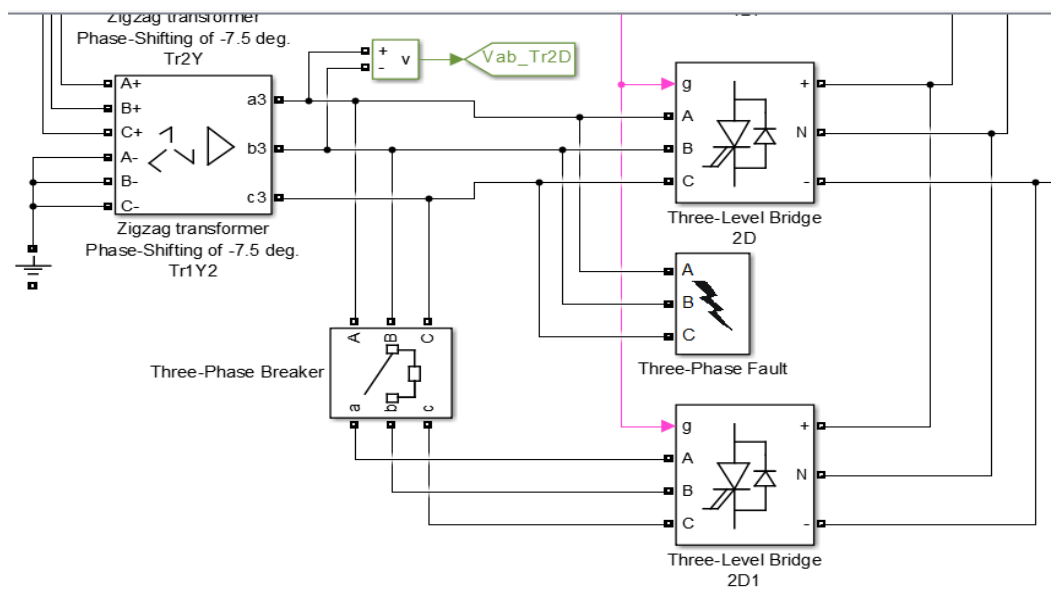 Zigzag transformer
Phase-Shifting of -7.5 deg.
Tr2Y
A+
B+
C+
A-
B-
C-
a3
b3
c3
Zigzag transformer
Phase-Shifting of -7.5 deg.
Tr1Y2
+
-
v
Vab_Tr2D
g
A
B
C
+
N
-
Three-Level Bridge
2D
A
B
C
Three-Phase Fault
Three-Phase Breaker
A
B
C
a
b
c
g
A
B
C
+
N
-
Three-Level Bridge
2D1